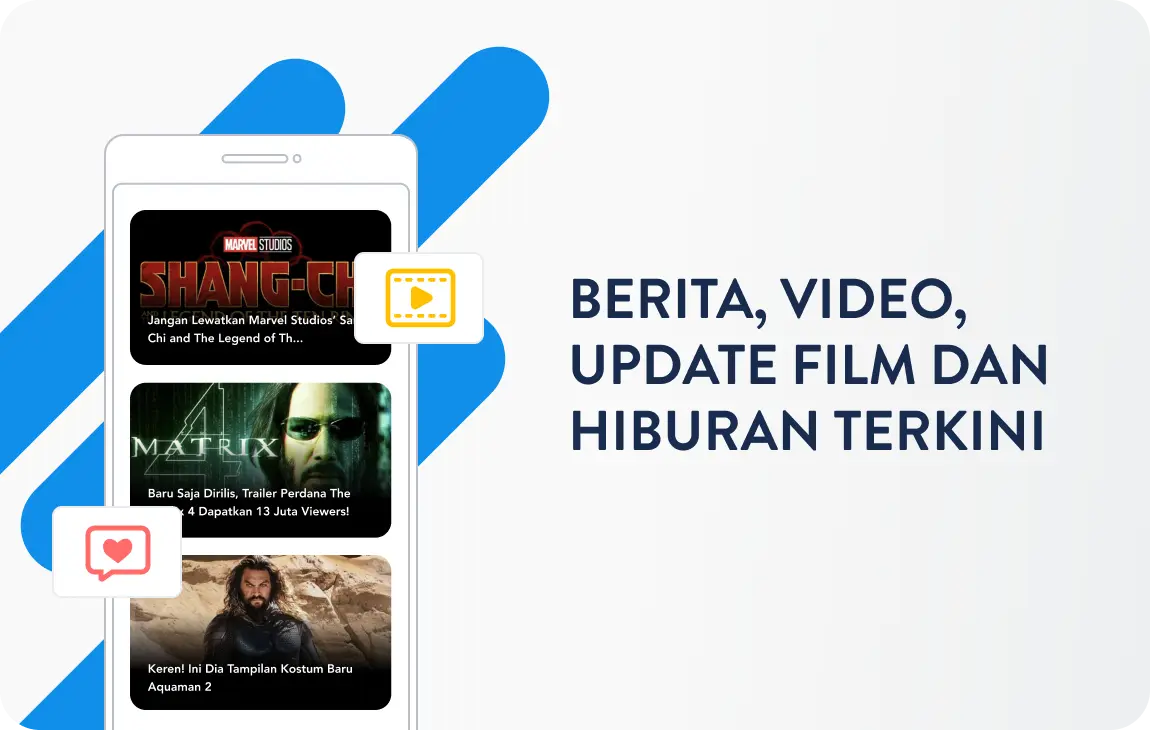 MARVEL STUDIOS
SHANG-CH
Jangan Lewatkan Marvel Studios’ Sa
Chi and The Legend of Th...
4
MATRIX
Baru Saja Dirilis, Trailer Perdana The
x 4 Dapatkan 13 Juta Viewers!
Keren! Ini Dia Tampilan Kostum Baru
Aquaman 2
BERITA, VIDEO,
UPDATE FILM DAN
HIBURAN TERKINI